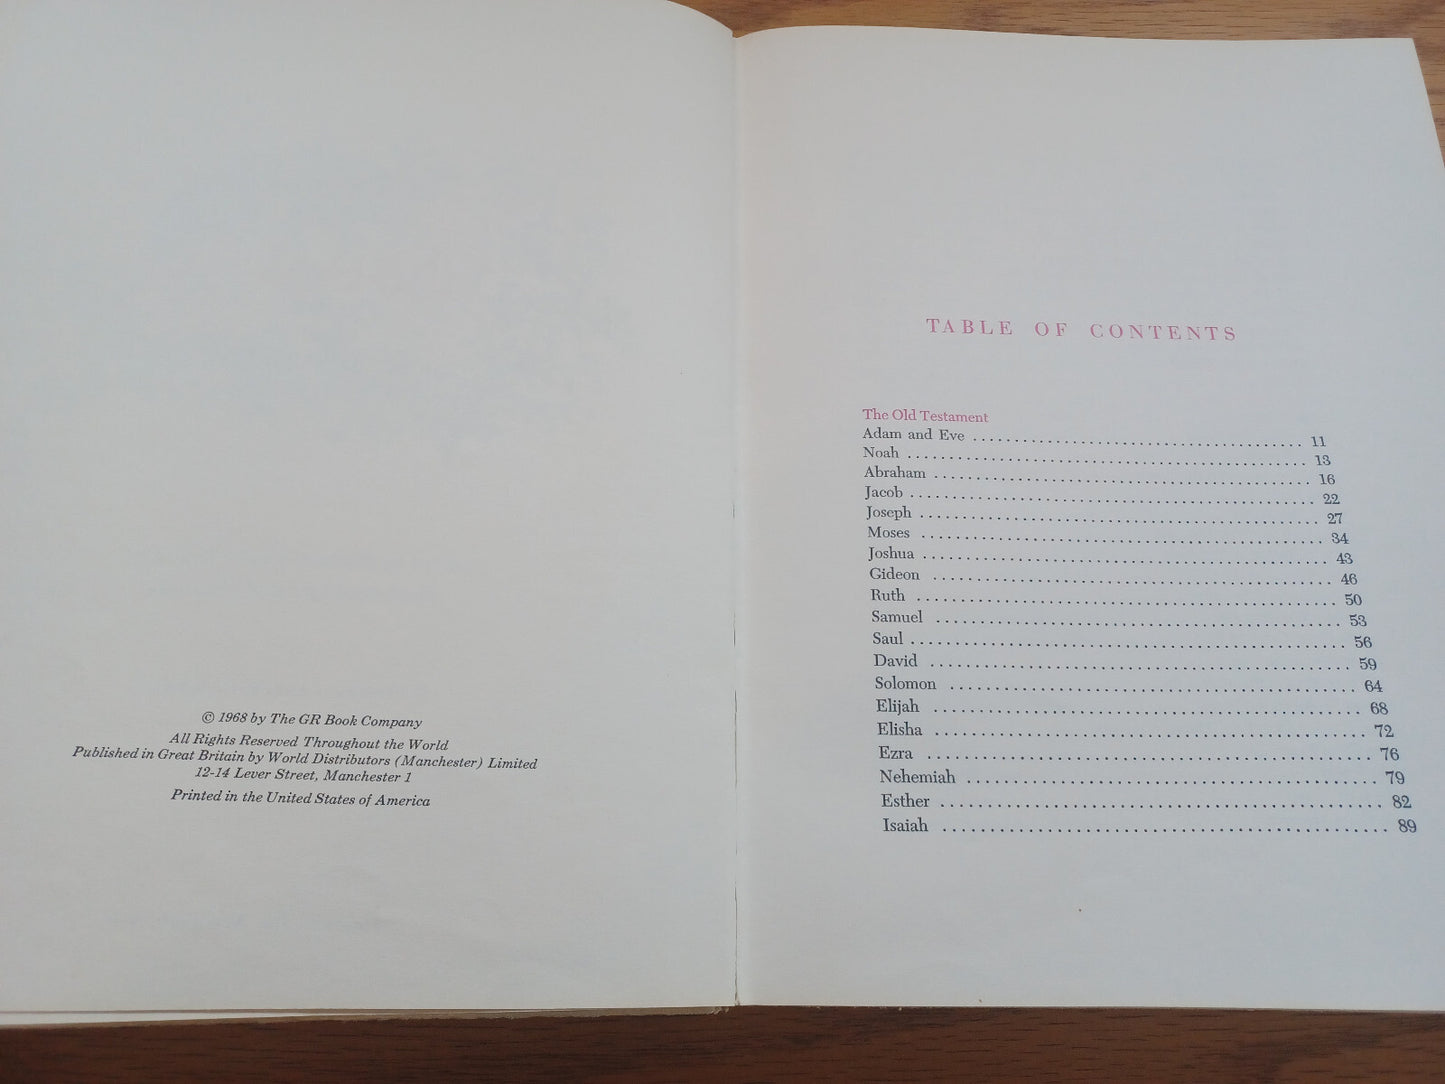 © 1968 by The GR Book Company
All Rights Reserved Throughout the World
Published in Great Britain by World Distributors (Manchester) Limited
12-14 Lever Street, Manchester 1
Printed in the United States of America
TABLE OF CONTENTS
The Old Testament
Adam and Eve ........................................ 11
Noah ................................................ 13
Abraham ............................................. 16
Jacob ............................................... 22
Joseph .............................................. 27
Moses ............................................... 34
Joshua .............................................. 43
Gideon .............................................. 46
Ruth ................................................ 50
Samuel .............................................. 53
Saul ................................................ 56
David ............................................... 59
Solomon ............................................. 64
Elijah .............................................. 68
Elisha .............................................. 72
Ezra ................................................ 76
Nehemiah ............................................ 79
Esther .............................................. 82
Isaiah .............................................. 89